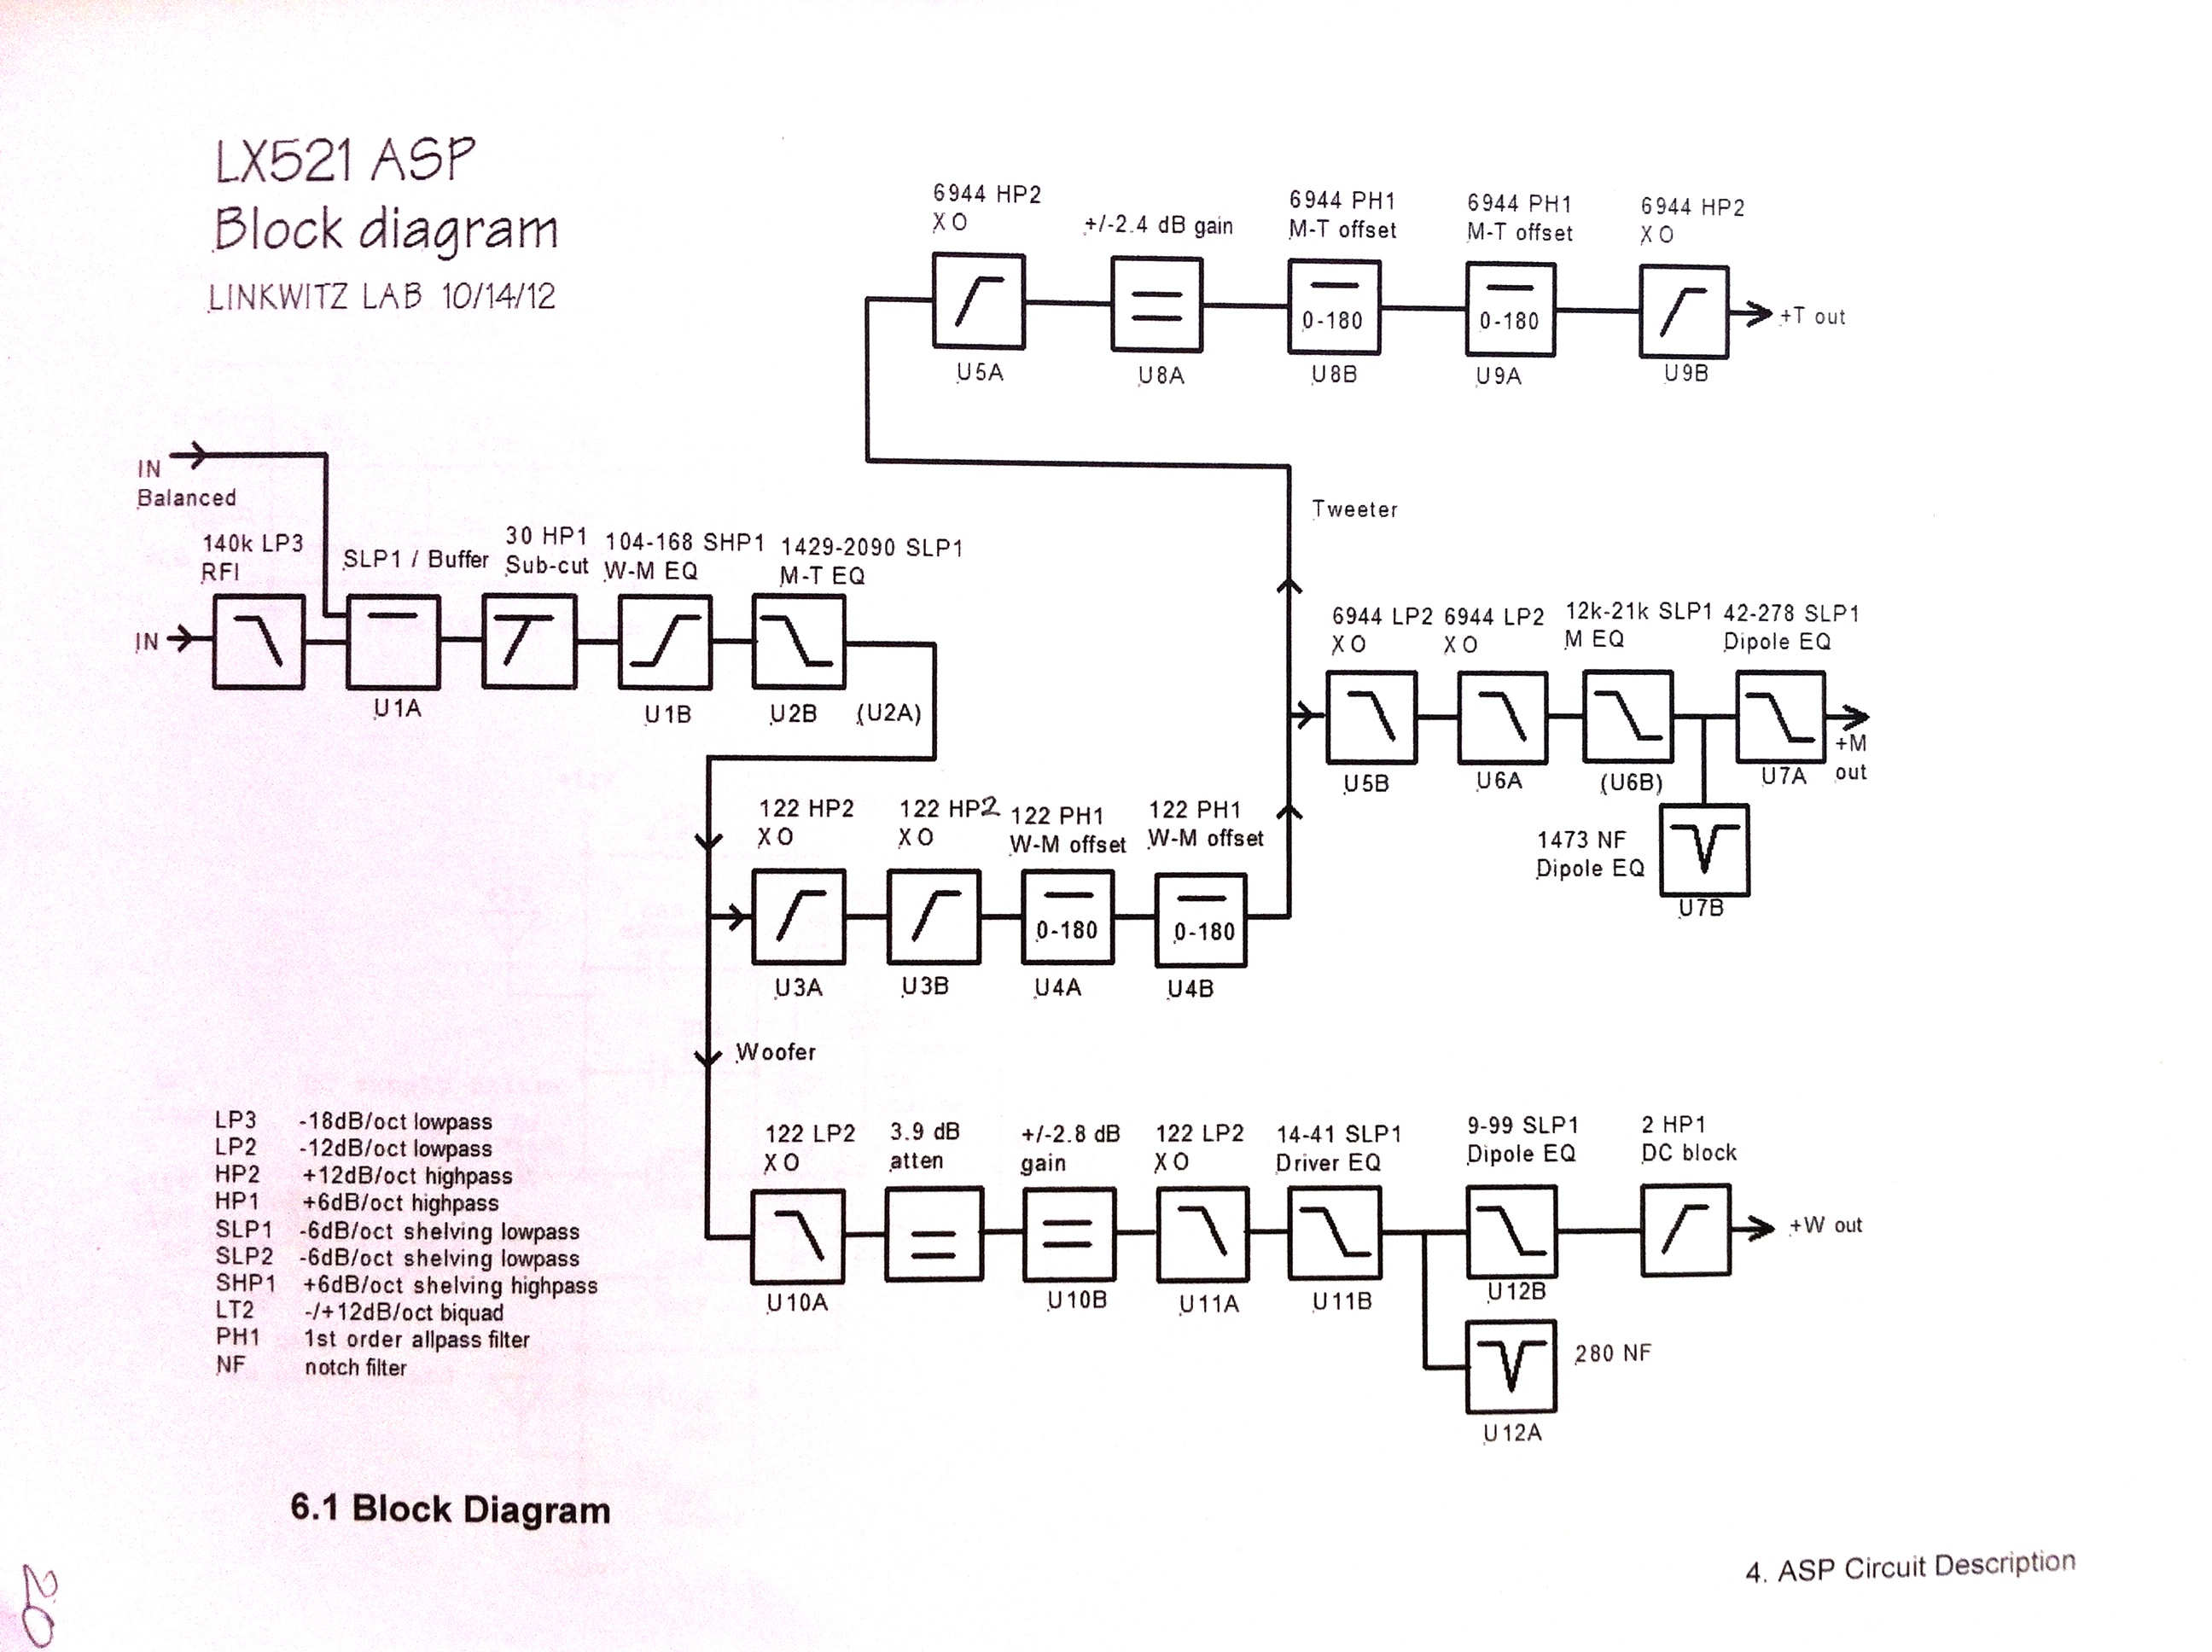 LX521 ASP
Block diagram
LINKWITZ LAB 10/14/12
6944 HP2
XO
+/-2.4 dB gain
6944 PH1
M-T offset
6944 PH1
M-T offset
6944 HP2
XO
0-180
0-180
+T out
U5A
U8A
U8B
U9A
U9B
IN
Balanced
Tweeter
140k LP3
RFI
SLP1 / Buffer
30 HP1
Sub-cut
104-168 SHP1
W-M EQ
1429-2090 SLP1
M-T EQ
IN
U1A
U1B
U2B
(U2A)
6944 LP2
XO
6944 LP2
XO
12k-21k SLP1
M EQ
42-278 SLP1
Dipole EQ
+M
out
U5B
U6A
(U6B)
U7A
1473 NF
Dipole EQ
U7B
122 HP2
XO
122 HP2
XO
122 PH1
W-M offset
122 PH1
W-M offset
0-180
0-180
U3A
U3B
U4A
U4B
Woofer
122 LP2
XO
3.9 dB
atten
+/-2.8 dB
gain
122 LP2
XO
14-41 SLP1
Driver EQ
9-99 SLP1
Dipole EQ
2 HP1
DC block
+W out
U10A
U10B
U11A
U11B
U12B
280 NF
U12A
LP3 -18dB/oct lowpass
LP2 -12dB/oct lowpass
HP2 +12dB/oct highpass
HP1 +6dB/oct highpass
SLP1 -6dB/oct shelving lowpass
SLP2 -6dB/oct shelving lowpass
SHP1 +6dB/oct shelving highpass
LT2 -/+12dB/oct biquad
PH1 1st order allpass filter
NF notch filter
6.1 Block Diagram
4. ASP Circuit Description
20